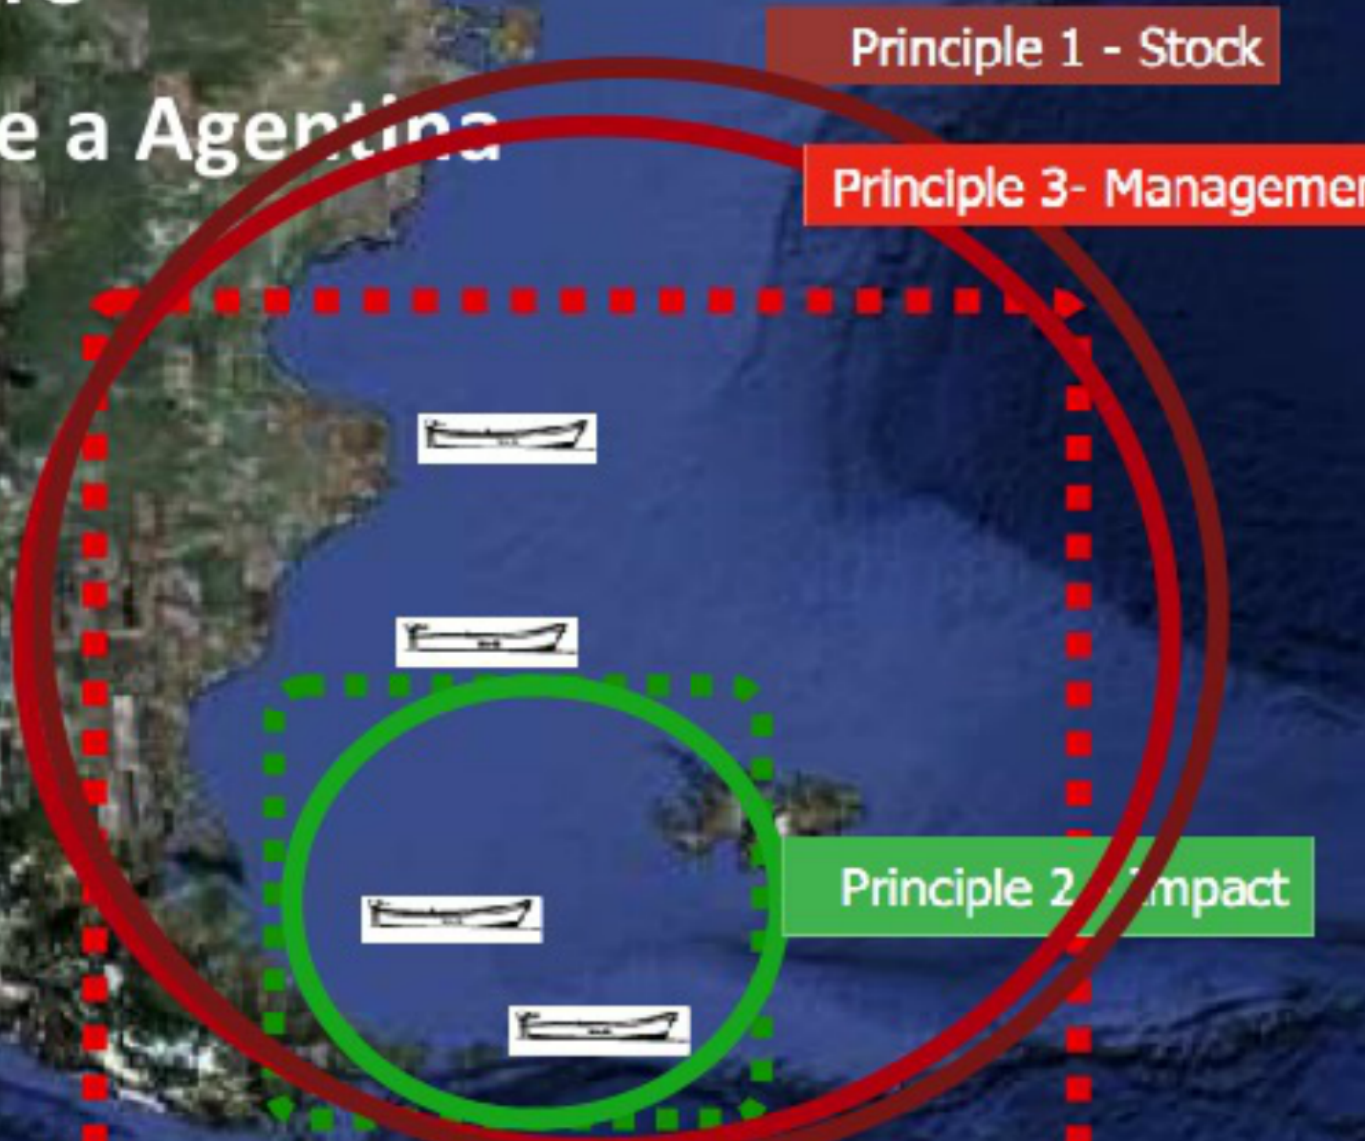 Principle 1 - Stock
e a Agentina
Principle 3- Managemen
Principle 2 - Impact